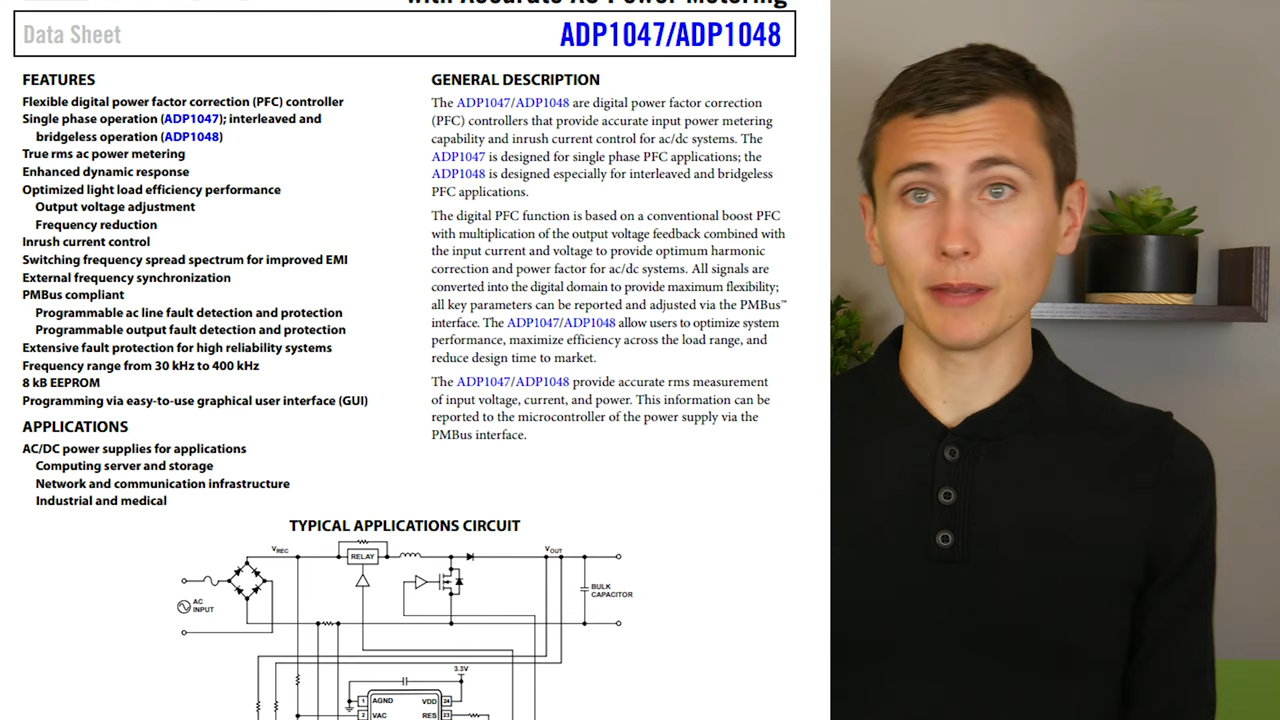 with Accurate AC Power Metering
Data Sheet
ADP1047/ADP1048
FEATURES
Flexible digital power factor correction (PFC) controller
Single phase operation (ADP1047); interleaved and
bridgeless operation (ADP1048)
True rms ac power metering
Enhanced dynamic response
Optimized light load efficiency performance
Output voltage adjustment
Frequency reduction
Inrush current control
Switching frequency spread spectrum for improved EMI
External frequency synchronization
PMBus compliant
Programmable ac line fault detection and protection
Programmable output fault detection and protection
Extensive fault protection for high reliability systems
Frequency range from 30 kHz to 400 kHz
8 kB EEPROM
Programming via easy-to-use graphical user interface (GUI)
APPLICATIONS
AC/DC power supplies for applications
Computing server and storage
Network and communication infrastructure
Industrial and medical
GENERAL DESCRIPTION
The ADP1047/ADP1048 are digital power factor correction
(PFC) controllers that provide accurate input power metering
capability and inrush current control for ac/dc systems. The
ADP1047 is designed for single phase PFC applications; the
ADP1048 is designed especially for interleaved and bridgeless
PFC applications.
The digital PFC function is based on a conventional boost PFC
with multiplication of the output voltage feedback combined with
the input current and voltage to provide optimum harmonic
correction and power factor for ac/dc systems. All signals are
converted into the digital domain to provide maximum flexibility;
all key parameters can be reported and adjusted via the PMBus™
interface. The ADP1047/ADP1048 allow users to optimize system
performance, maximize efficiency across the load range, and
reduce design time to market.
The ADP1047/ADP1048 provide accurate rms measurement
of input voltage, current, and power. This information can be
reported to the microcontroller of the power supply via the
PMBus interface.
TYPICAL APPLICATIONS CIRCUIT
VREC
RELAY
VOUT
BULK
CAPACITOR
AC
INPUT
3.3V
1 AGND
VDD 24
2 VAC
RES 23